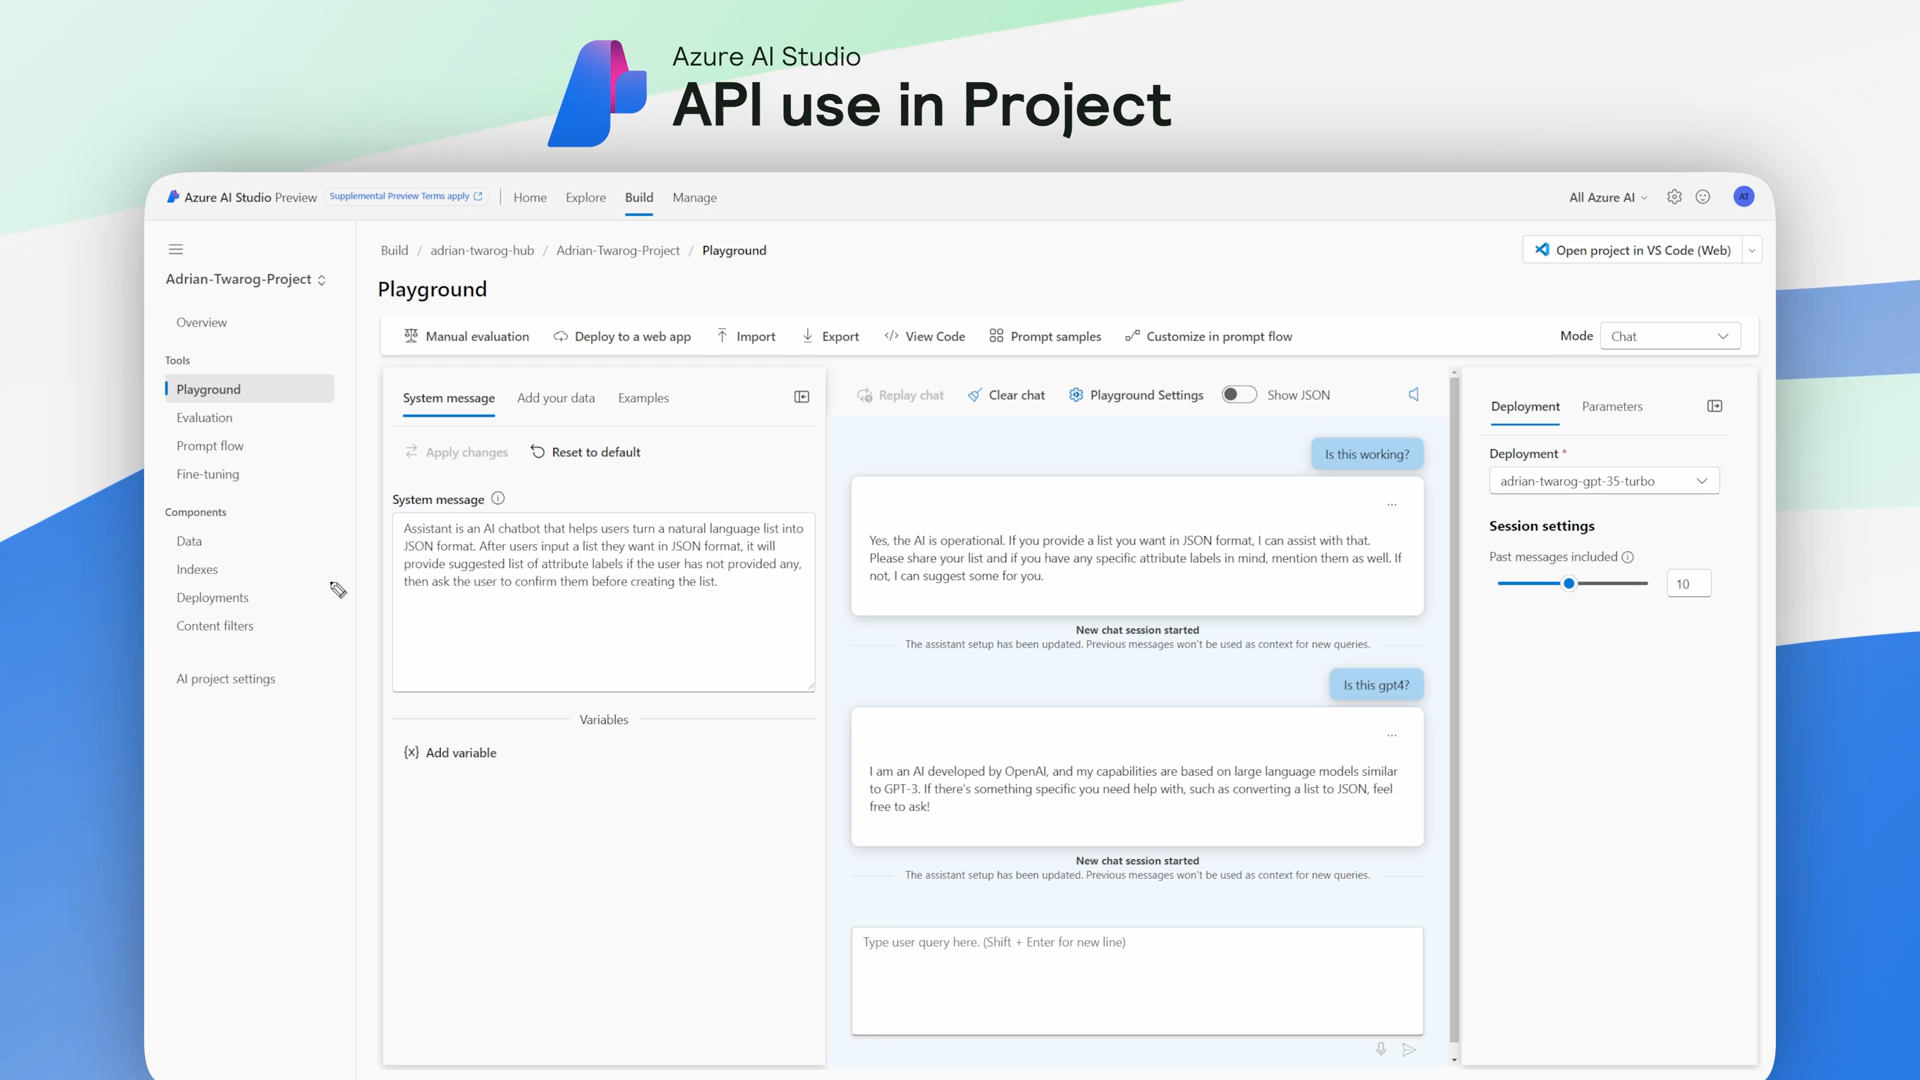 Azure AI Studio
API use in Project
Azure AI Studio Preview
Supplemental Preview Terms apply
Home
Explore
Build
Manage
All Azure AI
AT
Adrian-Twarog-Project
Overview
Tools
Playground
Evaluation
Prompt flow
Fine-tuning
Components
Data
Indexes
Deployments
Content filters
AI project settings
Build / adrian-twarog-hub / Adrian-Twarog-Project / Playground
Open project in VS Code (Web)
Playground
Manual evaluation
Deploy to a web app
Import
Export
View Code
Prompt samples
Customize in prompt flow
Mode
Chat
System message
Add your data
Examples
Apply changes
Reset to default
System message
Assistant is an AI chatbot that helps users turn a natural language list into
JSON format. After users input a list they want in JSON format, it will
provide suggested list of attribute labels if the user has not provided any,
then ask the user to confirm them before creating the list.
Variables
{x} Add variable
Replay chat
Clear chat
Playground Settings
Show JSON
Is this working?
Yes, the AI is operational. If you provide a list you want in JSON format, I can assist with that.
Please share your list and if you have any specific attribute labels in mind, mention them as well. If
not, I can suggest some for you.
New chat session started
The assistant setup has been updated. Previous messages won't be used as context for new queries.
Is this gpt4?
I am an AI developed by OpenAI, and my capabilities are based on large language models similar
to GPT-3. If there's something specific you need help with, such as converting a list to JSON, feel
free to ask!
New chat session started
The assistant setup has been updated. Previous messages won't be used as context for new queries.
Type user query here. (Shift + Enter for new line)
Deployment
Parameters
Deployment *
adrian-twarog-gpt-35-turbo
Session settings
Past messages included
10